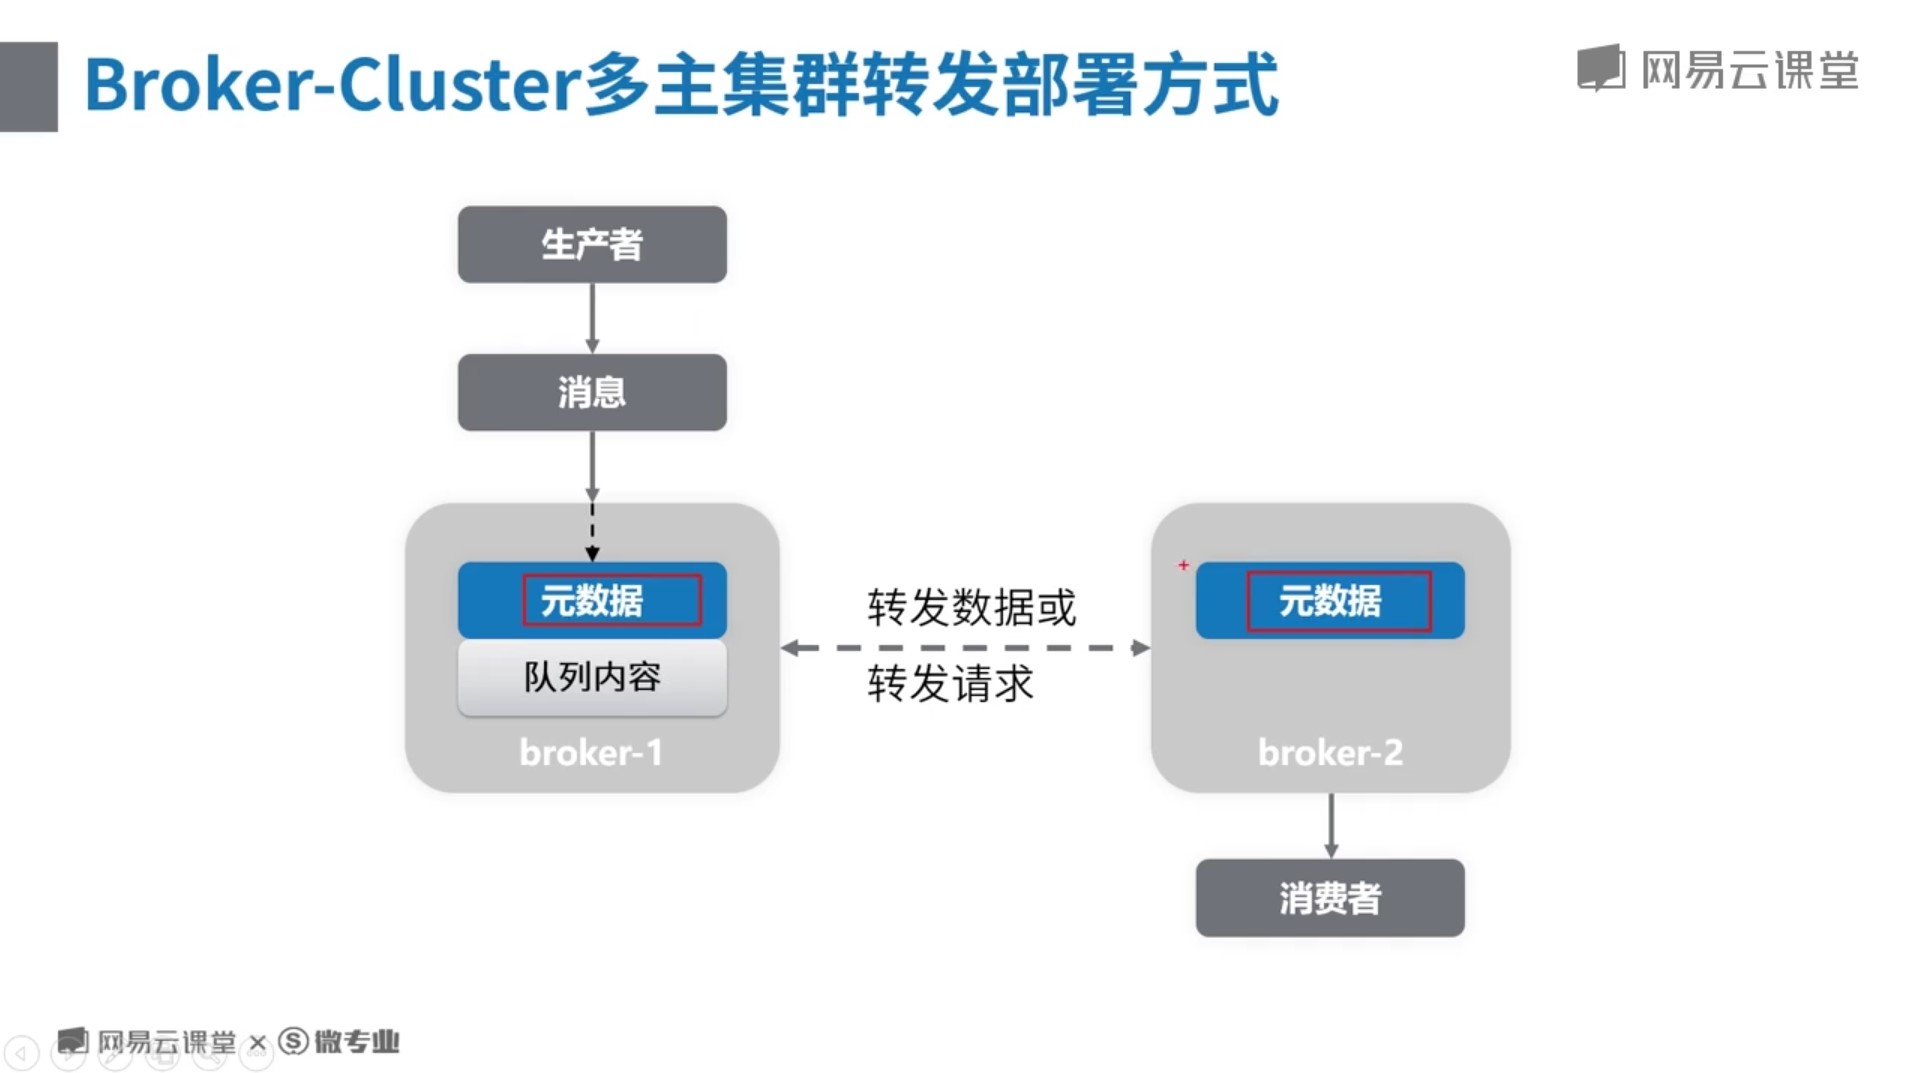 Broker-Cluster多主集群转发部署方式
网易云课堂
生产者
消息
元数据
队列内容
broker-1
转发数据或
转发请求
元数据
broker-2
消费者
网易云课堂 × S 微专业